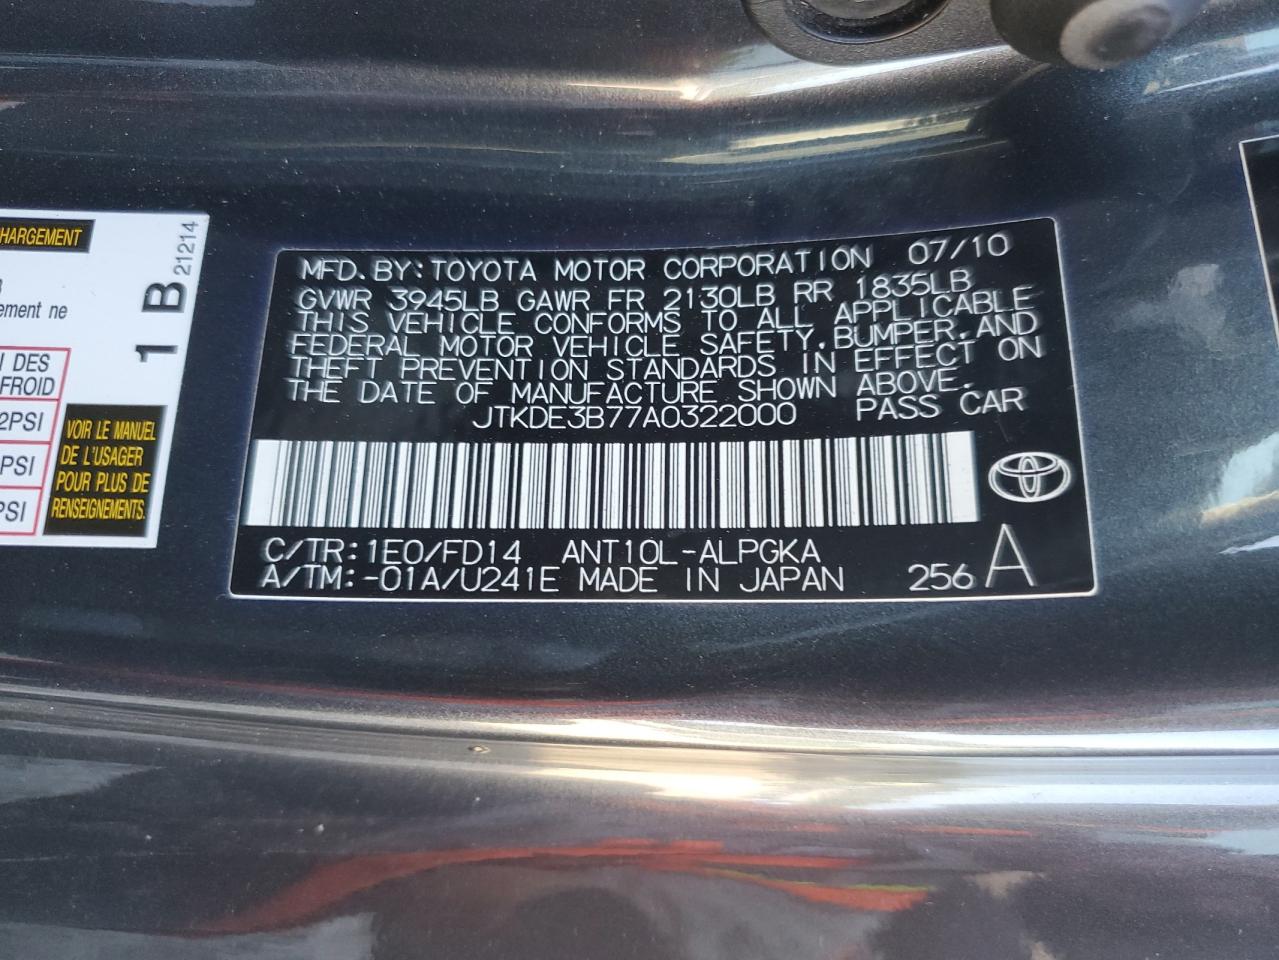 HARGEMENT
ement ne
I DES
FROID
2PSI
PSI
PSI
VOIR LE MANUEL
DE L'USAGER
POUR PLUS DE
RENSEIGNEMENTS.
1 B 21214
MFD. BY: TOYOTA MOTOR CORPORATION 07/10
GVWR 3945LB GAWR FR 2130LB RR 1835LB
THIS VEHICLE CONFORMS TO ALL APPLICABLE
FEDERAL MOTOR VEHICLE SAFETY, BUMPER, AND
THEFT PREVENTION STANDARDS IN EFFECT ON
THE DATE OF MANUFACTURE SHOWN ABOVE.
JTKDE3B77A0322000 PASS CAR
C/TR: 1E0/FD14 ANT10L-ALPGKA
A/TM: -01A/U241E MADE IN JAPAN 256 A